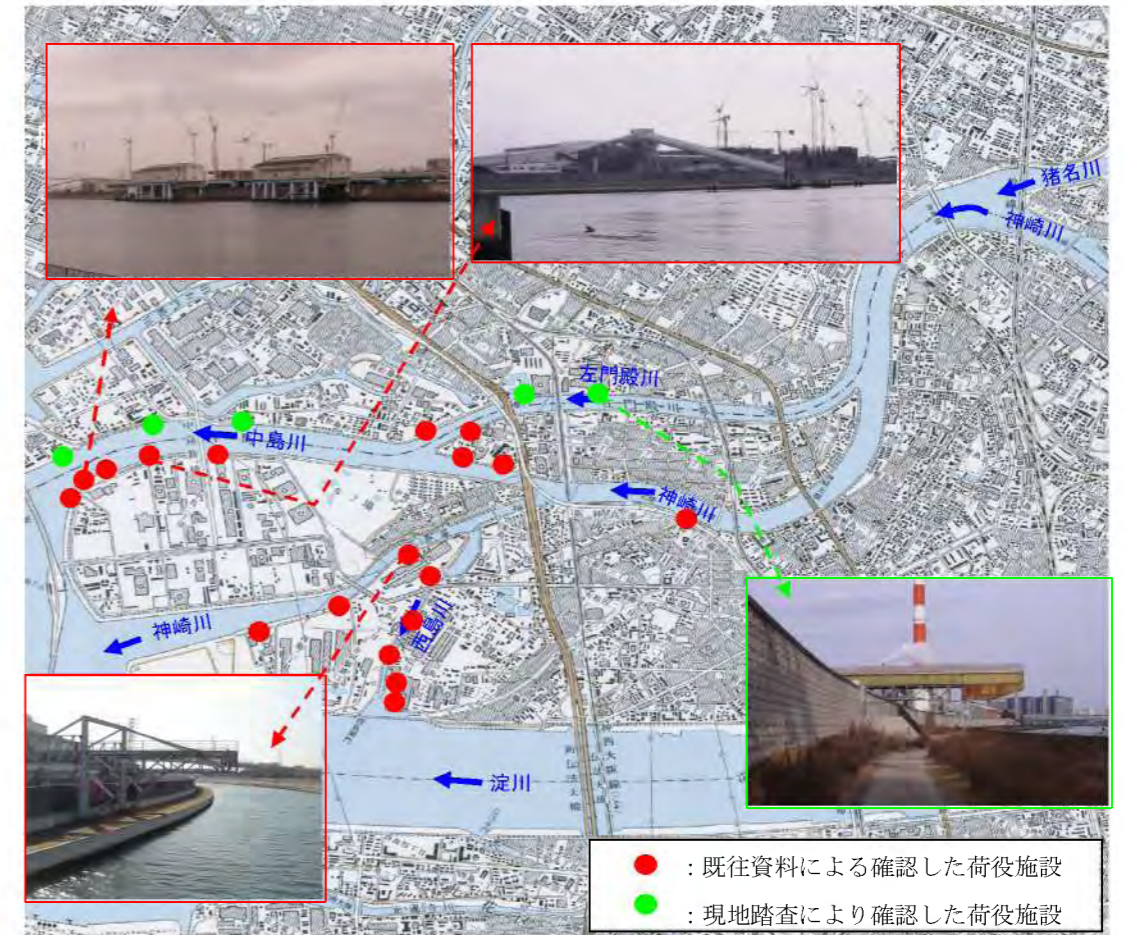 猪名川
神崎川
左門殿川
中島川
神崎川
西島川
神崎川
淀川
：既往資料による確認した荷役施設
：現地踏査により確認した荷役施設